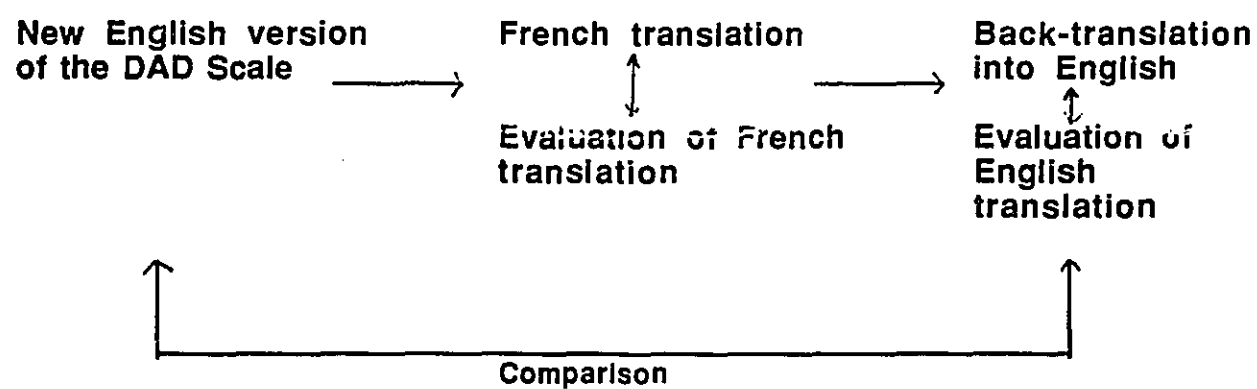 New English version
of the DAD Scale
French translation
Evaluation of French
translation
Back-translation
into English
Evaluation of
English
translation
Comparison